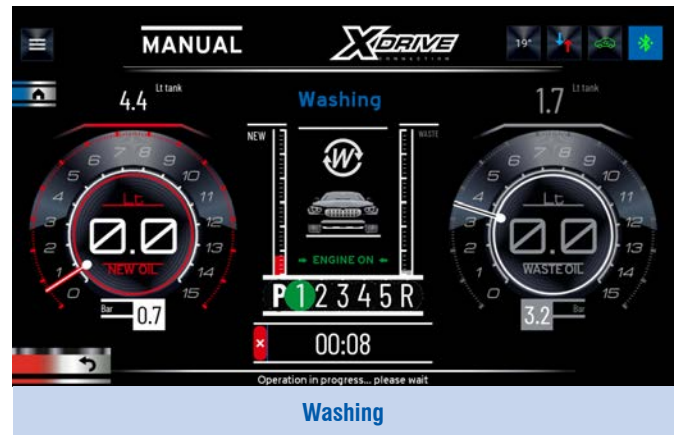 MANUAL
XDRIVE
CONNECTION
19°
4.4 Lt tank
Washing
1.7 Lt tank
NEW
WASTE
W
0 1 2 3 4 5 6 7 8 9 10 11 12 13 14 15
Lt
0.0
NEW OIL
Bar
0.7
ENGINE ON
P 1 2 3 4 5 R
0 1 2 3 4 5 6 7 8 9 10 11 12 13 14 15
Lt
0.0
WASTE OIL
3.2
Bar
× 00:08
Operation in progress... please wait
Washing